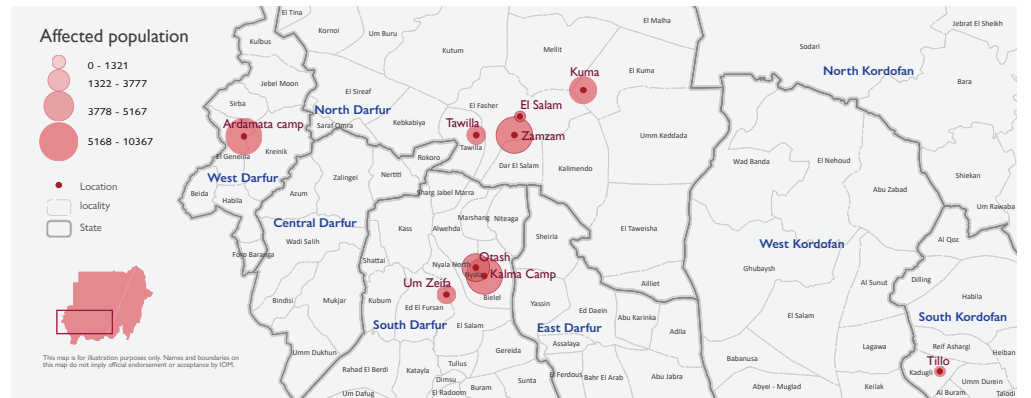 Affected population
0 - 1321
1322 - 3777
3778 - 5167
5168 - 10367
Location
locality
State
This map is for illustration purposes only. Names and boundaries on
this map do not imply official endorsement or acceptance by IOM.
El Tina
Kornoi
Um Buru
El Malha
Jebrat El Sheikh
Kulbus
Kutum
Mellit
Sodari
Kuma
El Kuma
North Kordofan
Bara
Jebel Moon
El Sireaf
Sirba
North Darfur
El Fasher
El Salam
Ardamata camp
Saraf Omra
Kebkabiya
Tawilla
Zamzam
Umm Keddada
Tawilla
El Geneina
Kreinik
Rokoro
Dar El Salam
Kalimendo
Wad Banda
El Nehoud
West Darfur
Zalingei
Nertiti
Shiekan
Beida
Habila
Azum
Sharg Jabel Marra
Abu Zabad
Um Rawaba
Central Darfur
Kass
Marshang
Niteaga
Alwehda
El Taweisha
Wadi Salih
Sheiria
West Kordofan
Al Qoz
Foro Baranga
Shattai
Nyala North
Otash
Nyala
Kalma Camp
Ghubaysh
Um Zeifa
Ailliet
Al Sunut
Dilling
Bindisi
Mukjar
Kubum
Ed El Fursan
Bielel
Yassin
Ed Daein
Habila
South Darfur
El Salam
East Darfur
Abu Karinka
El Salam
South Kordofan
Adila
Umm Dukhun
Gereida
Assalaya
Lagawa
Reif Ashargi
Heiban
Rahad El Berdi
Katayla
Tullus
Babanusa
Tillo
Dimsu
Sunta
El Ferdous
Bahr El Arab
Abu Jabra
Kadugli
Umm Durein
Um Dafug
El Radoom
Buram
Abyei - Muglad
Keilak
Al Buram
Talodi